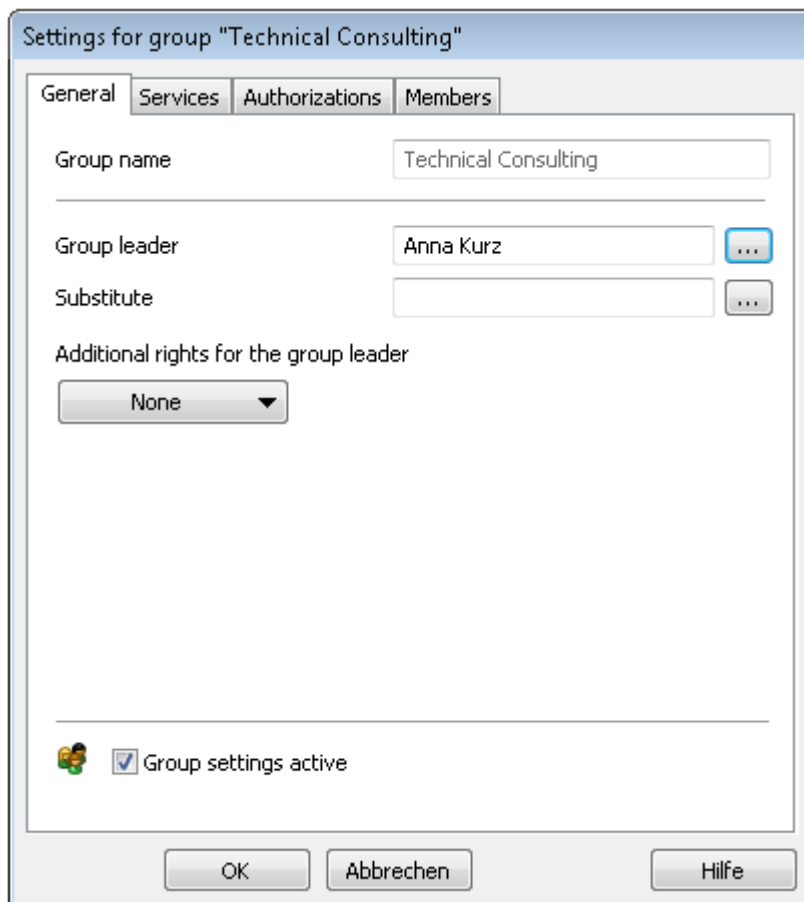 Settings for group "Technical Consulting"
General Services Authorizations Members
Group name Technical Consulting
Group leader Anna Kurz ...
Substitute ...
Additional rights for the group leader
None
Group settings active
OK Abbrechen Hilfe